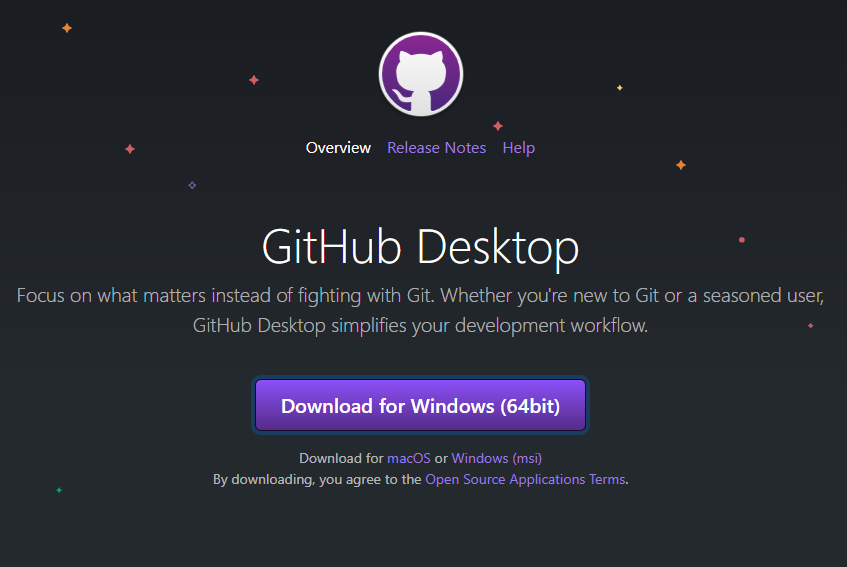 Overview Release Notes Help
GitHub Desktop
Focus on what matters instead of fighting with Git. Whether you're new to Git or a seasoned user,
GitHub Desktop simplifies your development workflow.
Download for Windows (64bit)
Download for macOS or Windows (msi)
By downloading, you agree to the Open Source Applications Terms.